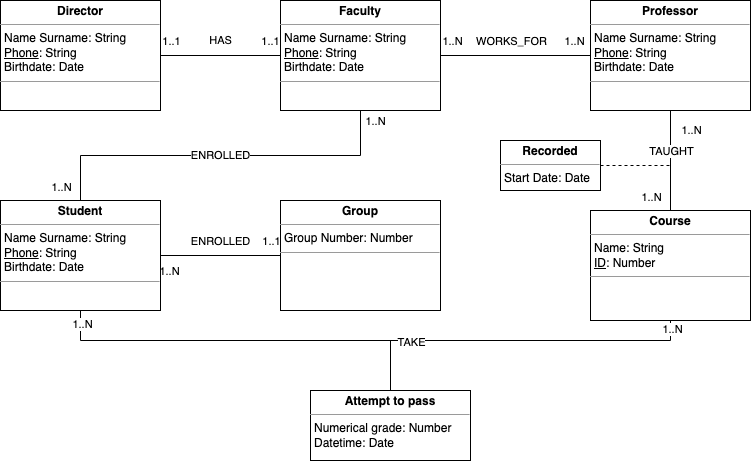 Director
Name Surname: String
Phone: String
Birthdate: Date
1..1
HAS
1..1
Faculty
Name Surname: String
Phone: String
Birthdate: Date
1..N
WORKS_FOR
1..N
Professor
Name Surname: String
Phone: String
Birthdate: Date
1..N
1..N
ENROLLED
1..N
Recorded
Start Date: Date
TAUGHT
1..N
Student
Name Surname: String
Phone: String
Birthdate: Date
ENROLLED
1..1
1..N
Group
Group Number: Number
Course
Name: String
ID: Number
1..N
1..N
TAKE
Attempt to pass
Numerical grade: Number
Datetime: Date